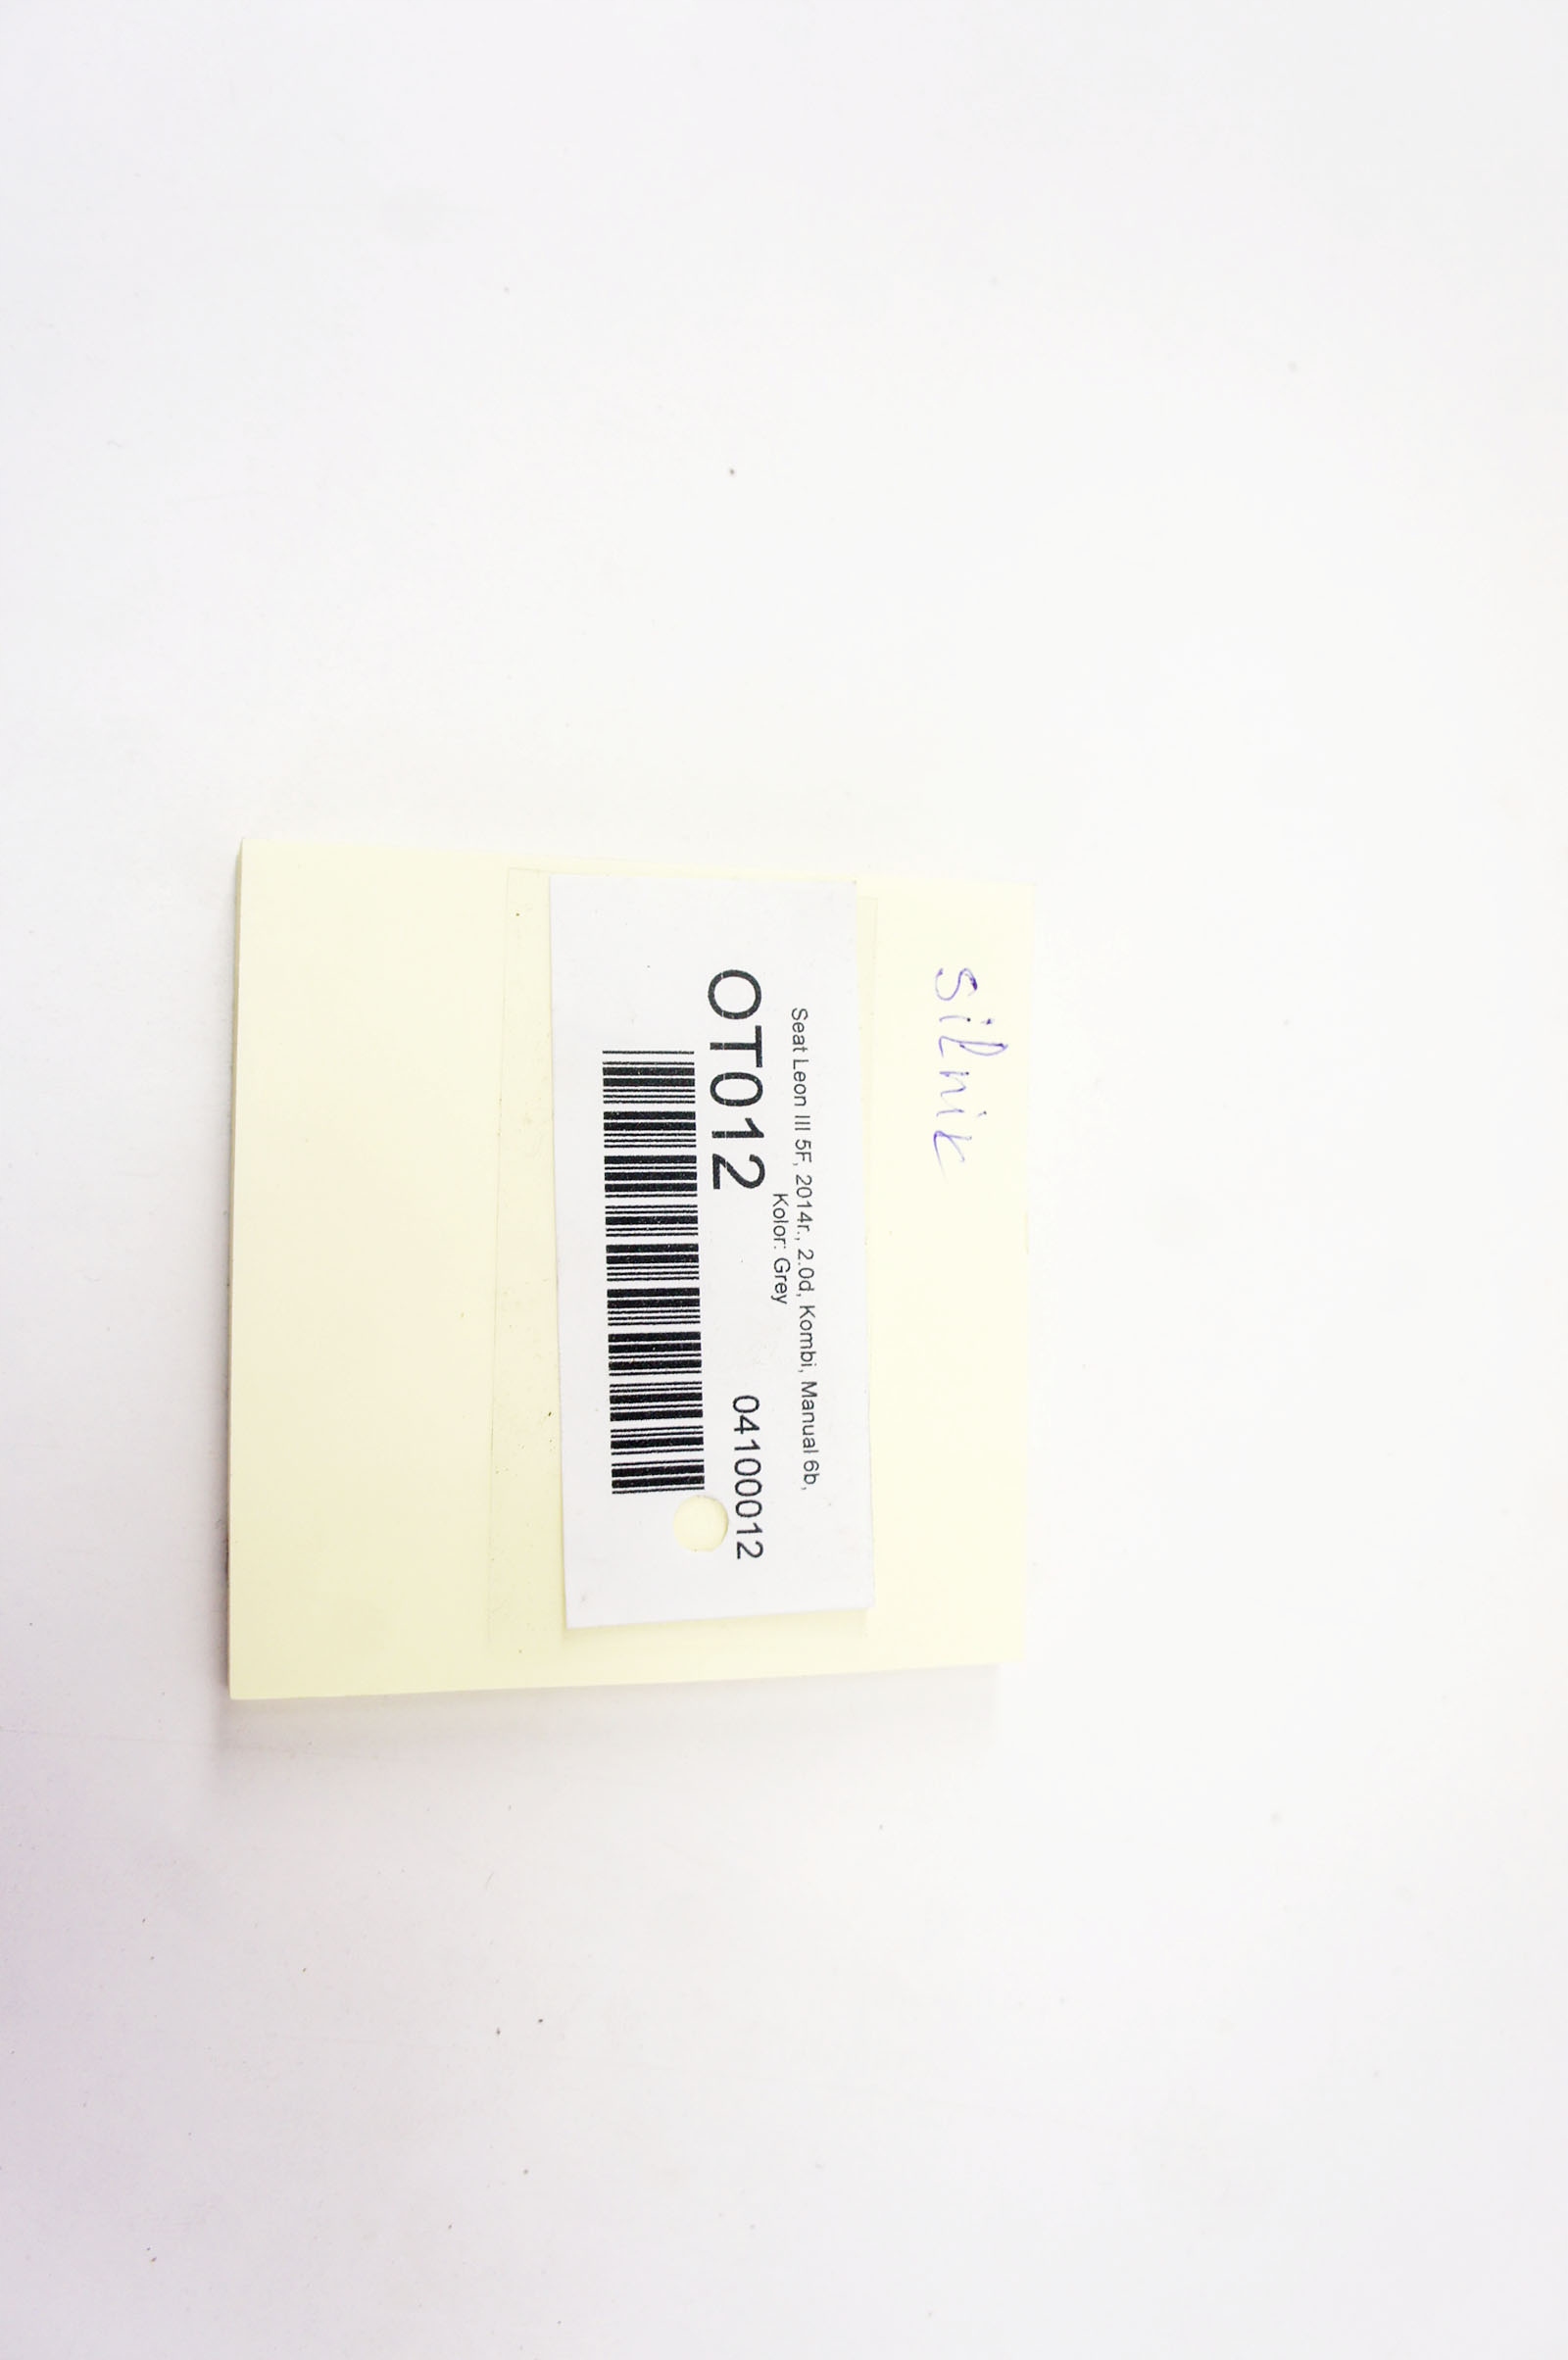 silnik
Seat Leon III 5F, 2014r., 2.0d, Kombi, Manual 6b,
Kolor: Grey
OT012 04100012